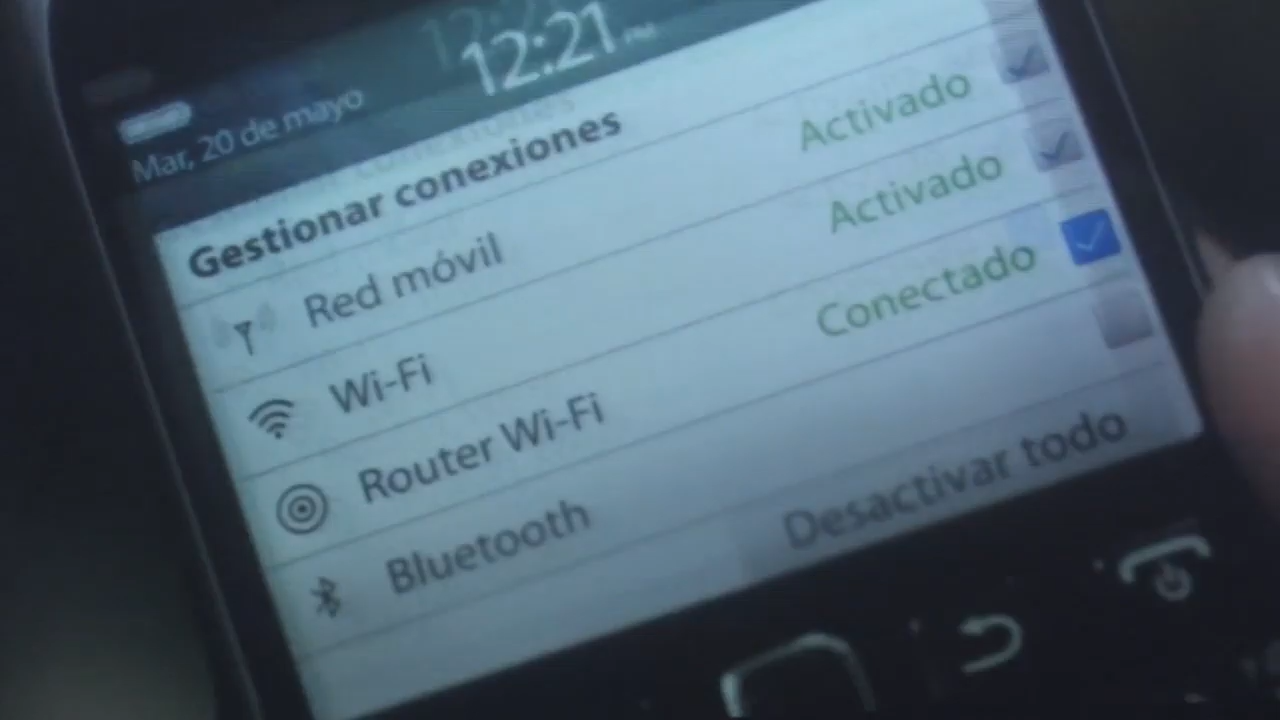 12:21
Mar, 20 de mayo
Gestionar conexiones
Red móvil Activado
Wi-Fi Activado
Router Wi-Fi Conectado
Bluetooth
Desactivar todo